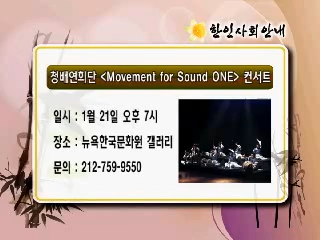 한인사회안내
청배연희단 <Movement for Sound ONE> 컨서트
일시 : 1월 21일 오후 7시
장소 : 뉴욕한국문화원 갤러리
문의 : 212-759-9550